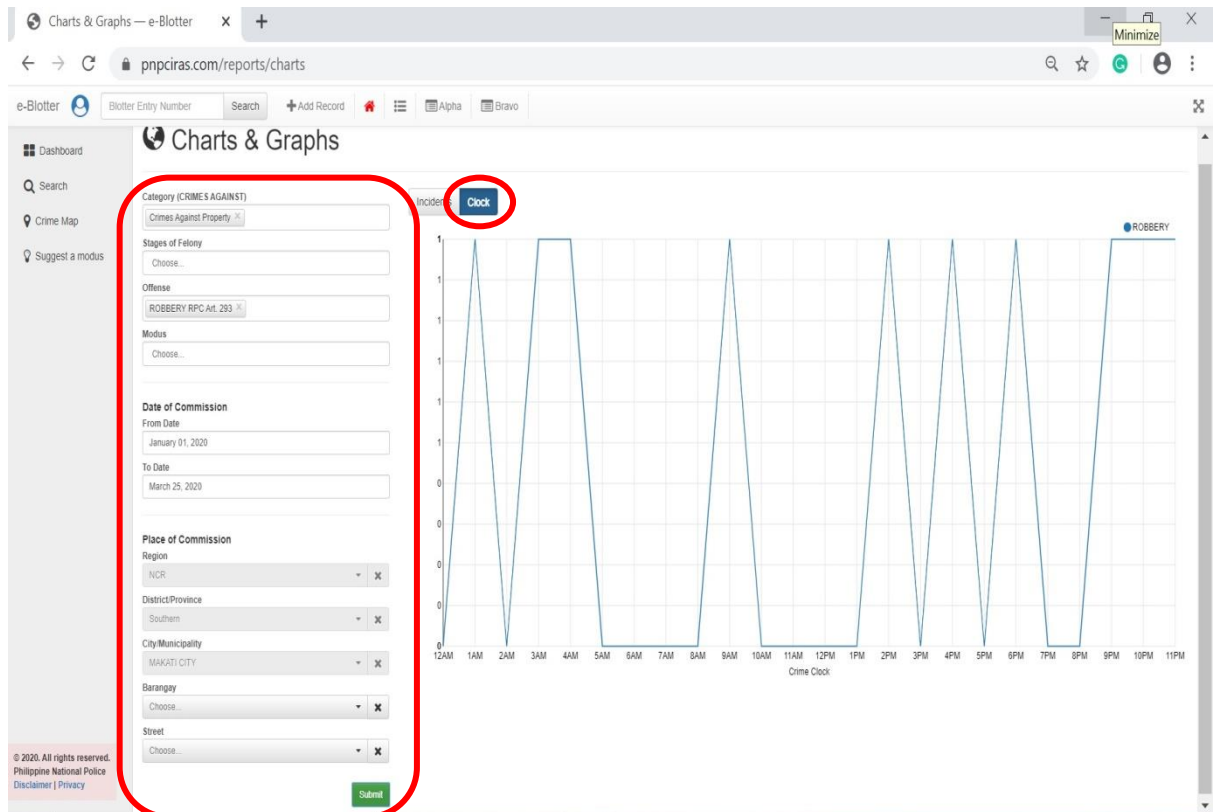 Charts & Graphs — e-Blotter
Minimize
pnpciras.com/reports/charts
e-Blotter Blotter Entry Number Search Add Record Alpha Bravo
Dashboard
Search
Crime Map
Suggest a modus
Charts & Graphs
Category (CRIMES AGAINST)
Crimes Against Property ×
Stages of Felony
Choose...
Offense
ROBBERY RPC Art. 293 ×
Modus
Choose...
Date of Commission
From Date
January 01, 2020
To Date
March 25, 2020
Place of Commission
Region
NCR
District/Province
Southern
City/Municipality
MAKATI CITY
Barangay
Choose...
Street
Choose...
Submit
Incidents Clock
ROBBERY
1
1
1
1
1
1
0
0
0
0
0
12AM 1AM 2AM 3AM 4AM 5AM 6AM 7AM 8AM 9AM 10AM 11AM 12PM 1PM 2PM 3PM 4PM 5PM 6PM 7PM 8PM 9PM 10PM 11PM
Crime Clock
© 2020. All rights reserved.
Philippine National Police
Disclaimer | Privacy